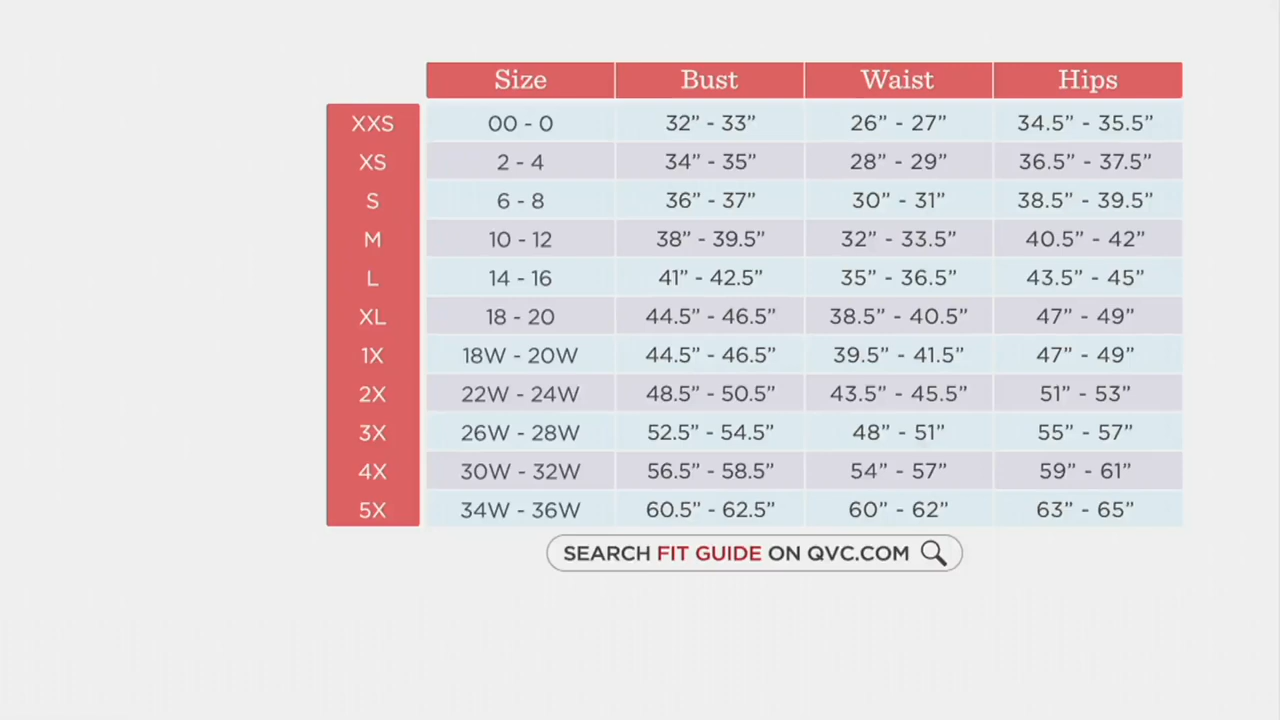 Size Bust Waist Hips
XXS 00 - 0 32” - 33” 26” - 27” 34.5” - 35.5”
XS 2 - 4 34” - 35” 28” - 29” 36.5” - 37.5”
S 6 - 8 36” - 37” 30” - 31” 38.5” - 39.5”
M 10 - 12 38” - 39.5” 32” - 33.5” 40.5” - 42”
L 14 - 16 41” - 42.5” 35” - 36.5” 43.5” - 45”
XL 18 - 20 44.5” - 46.5” 38.5” - 40.5” 47” - 49”
1X 18W - 20W 44.5” - 46.5” 39.5” - 41.5” 47” - 49”
2X 22W - 24W 48.5” - 50.5” 43.5” - 45.5” 51” - 53”
3X 26W - 28W 52.5” - 54.5” 48” - 51” 55” - 57”
4X 30W - 32W 56.5” - 58.5” 54” - 57” 59” - 61”
5X 34W - 36W 60.5” - 62.5” 60” - 62” 63” - 65”
SEARCH FIT GUIDE ON QVC.COM